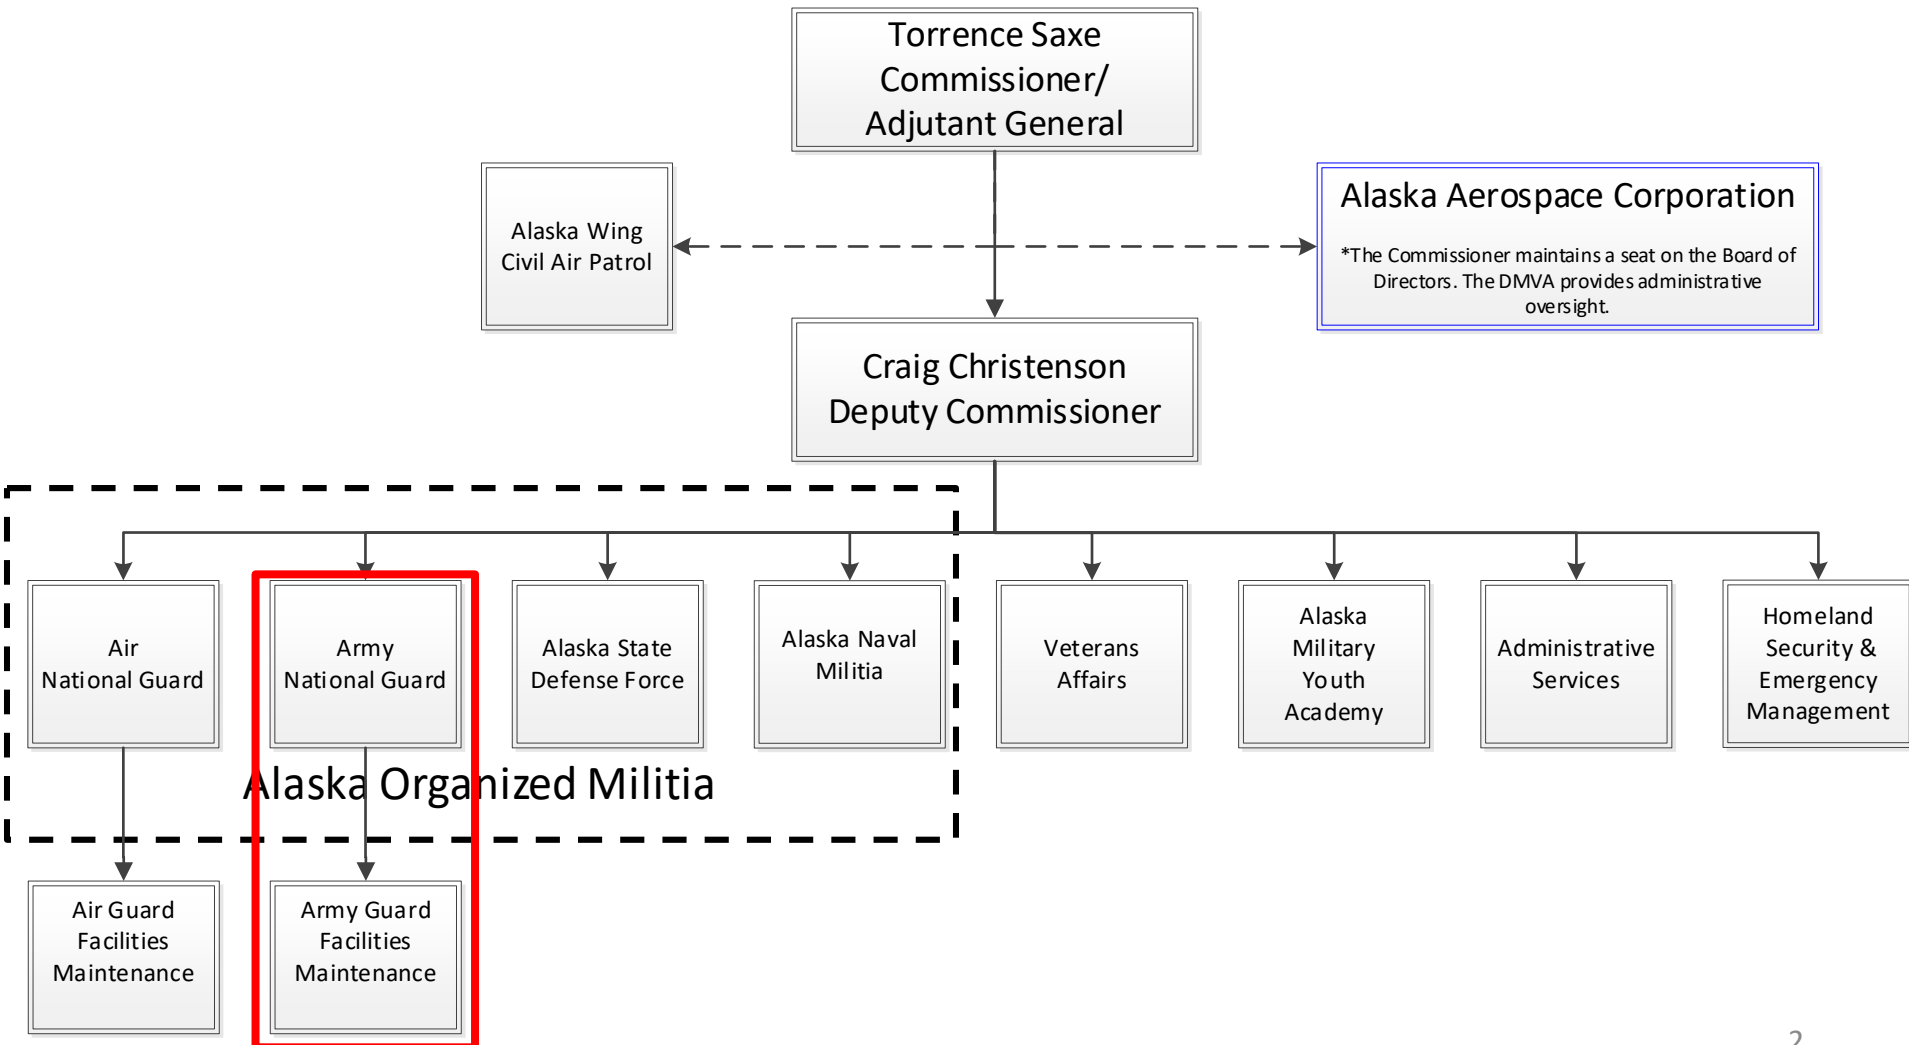 Torrence Saxe
Commissioner/
Adjutant General
Alaska Wing
Civil Air Patrol
Alaska Aerospace Corporation
*The Commissioner maintains a seat on the Board of
Directors. The DMVA provides administrative
oversight.
Craig Christenson
Deputy Commissioner
Air
National Guard
Army
National Guard
Alaska State
Defense Force
Alaska Naval
Militia
Veterans
Affairs
Alaska
Military
Youth
Academy
Administrative
Services
Homeland
Security &
Emergency
Management
Alaska Organized Militia
Air Guard
Facilities
Maintenance
Army Guard
Facilities
Maintenance
2